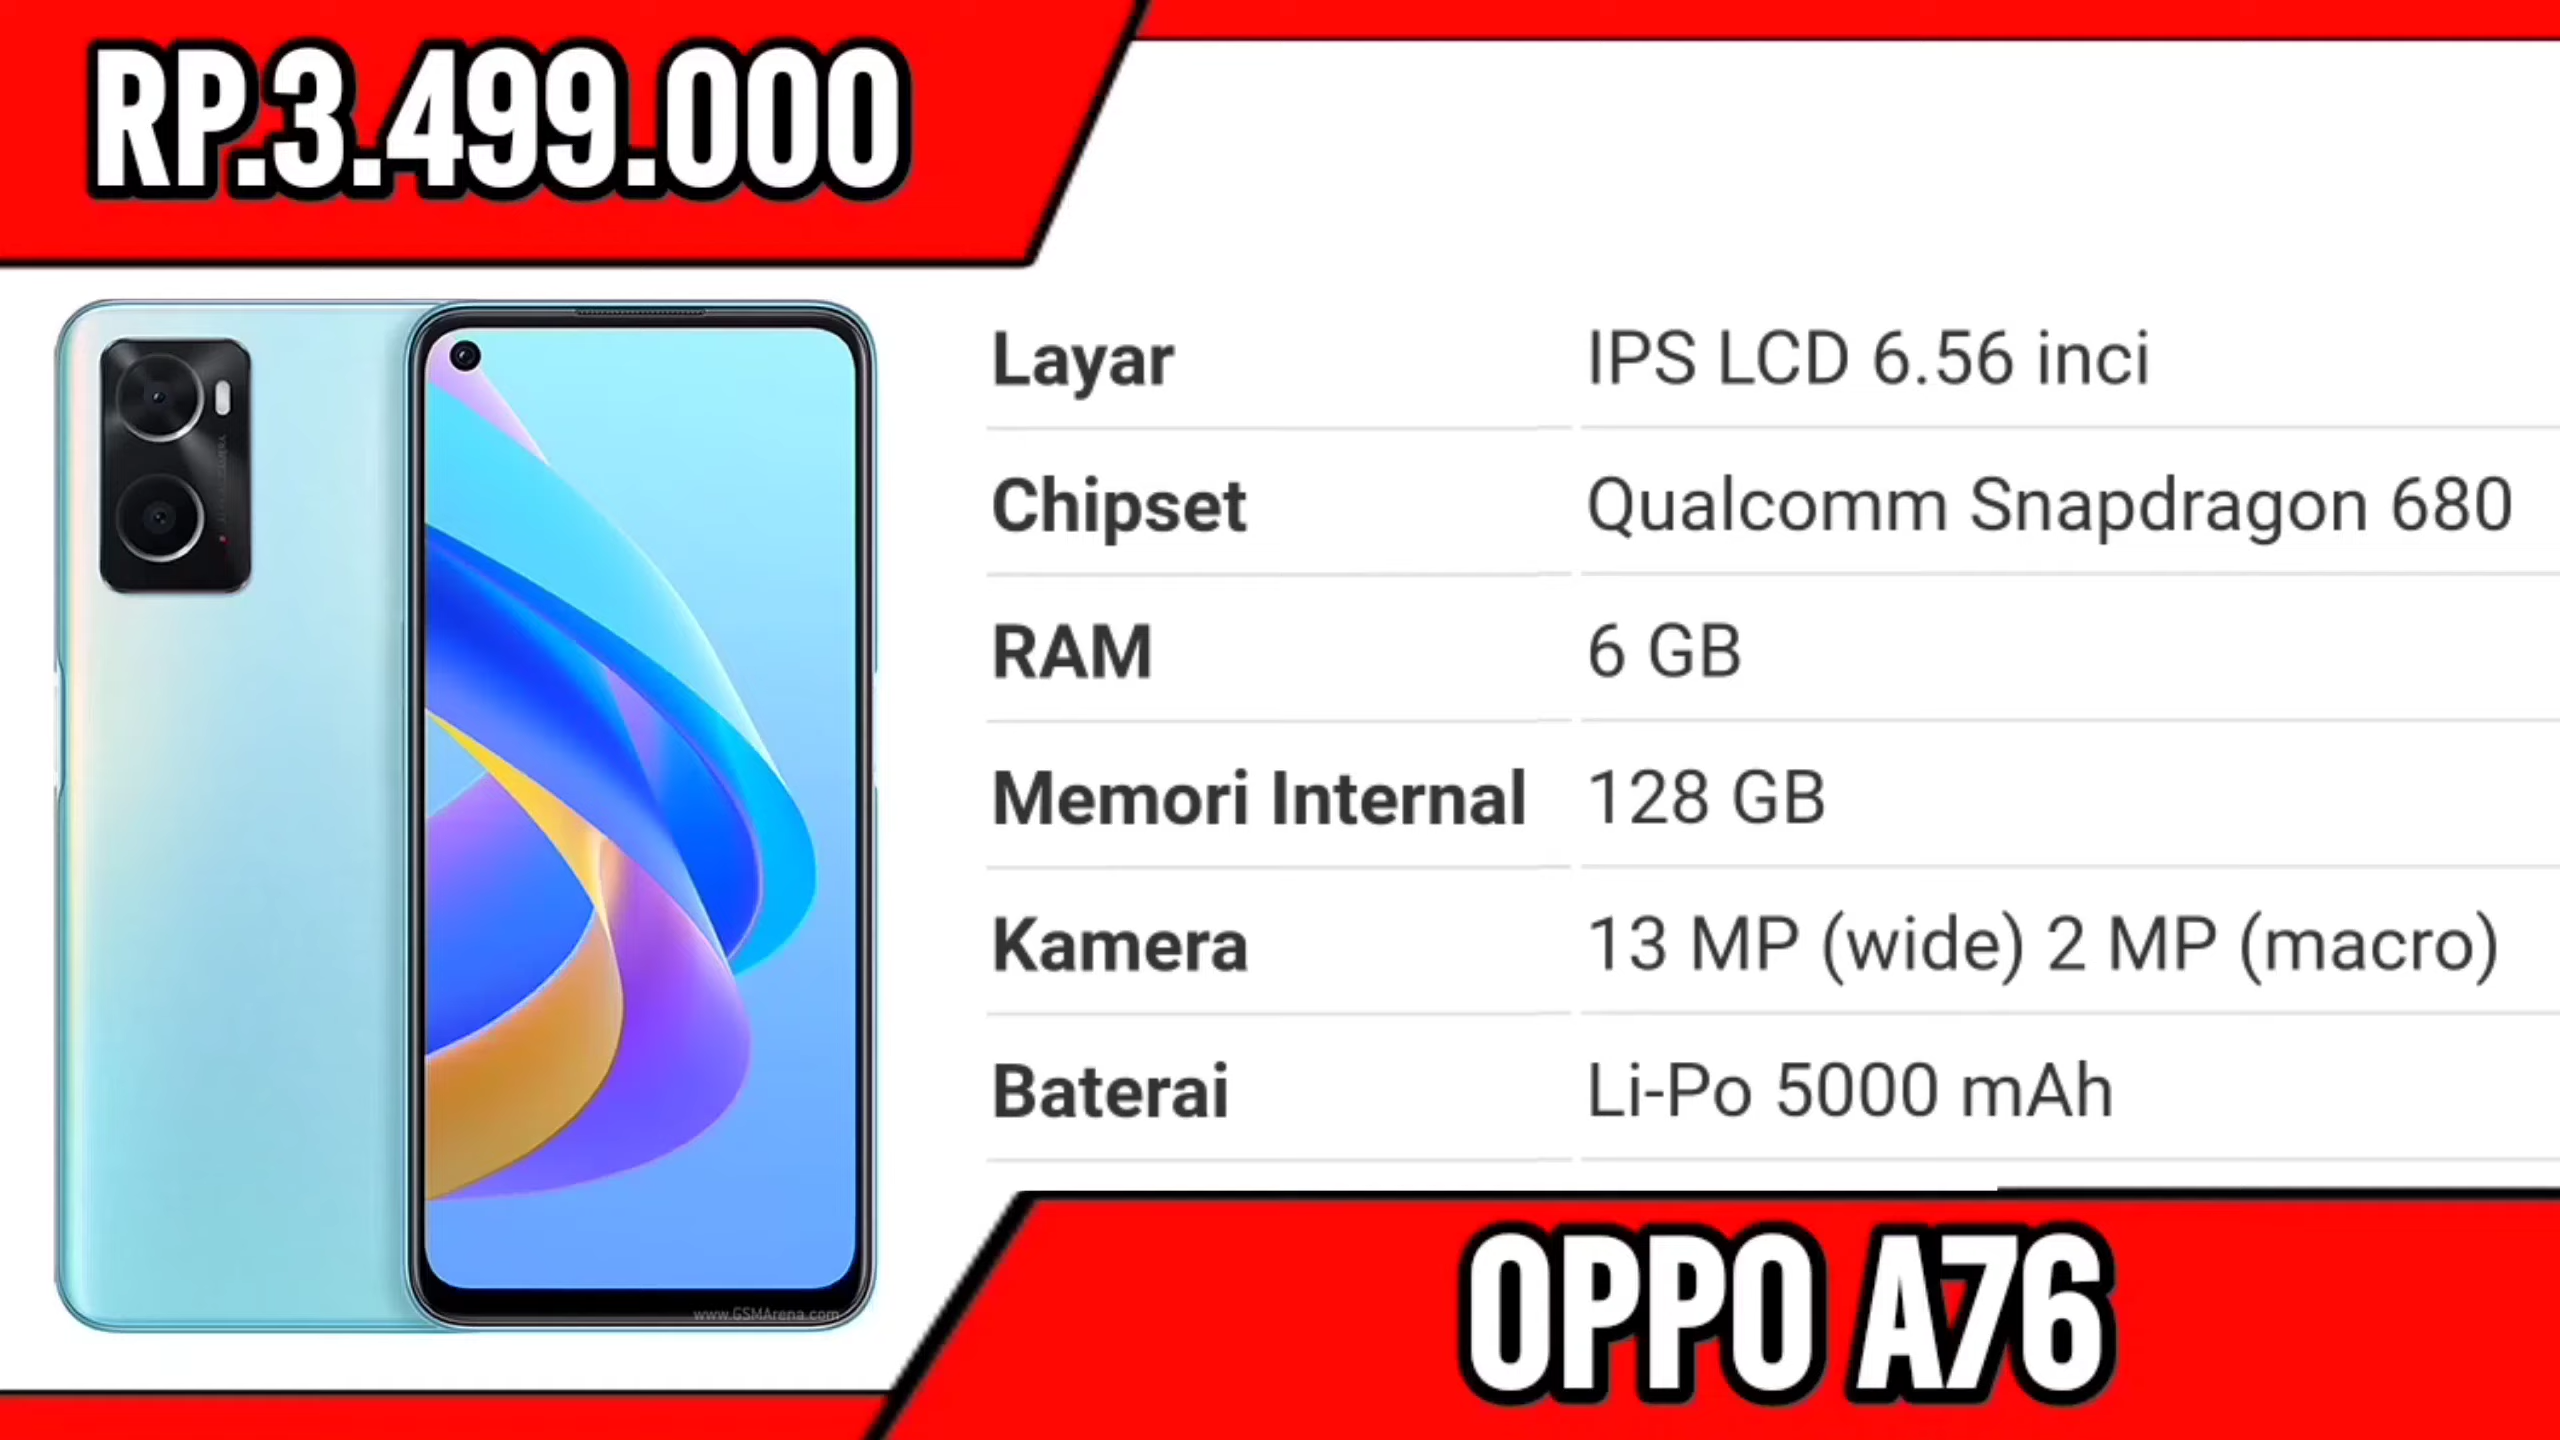 RP.3.499.000
Layar IPS LCD 6.56 inci
Chipset Qualcomm Snapdragon 680
RAM 6 GB
Memori Internal 128 GB
Kamera 13 MP (wide) 2 MP (macro)
Baterai Li-Po 5000 mAh
www.GSMArena.com
OPPO A76